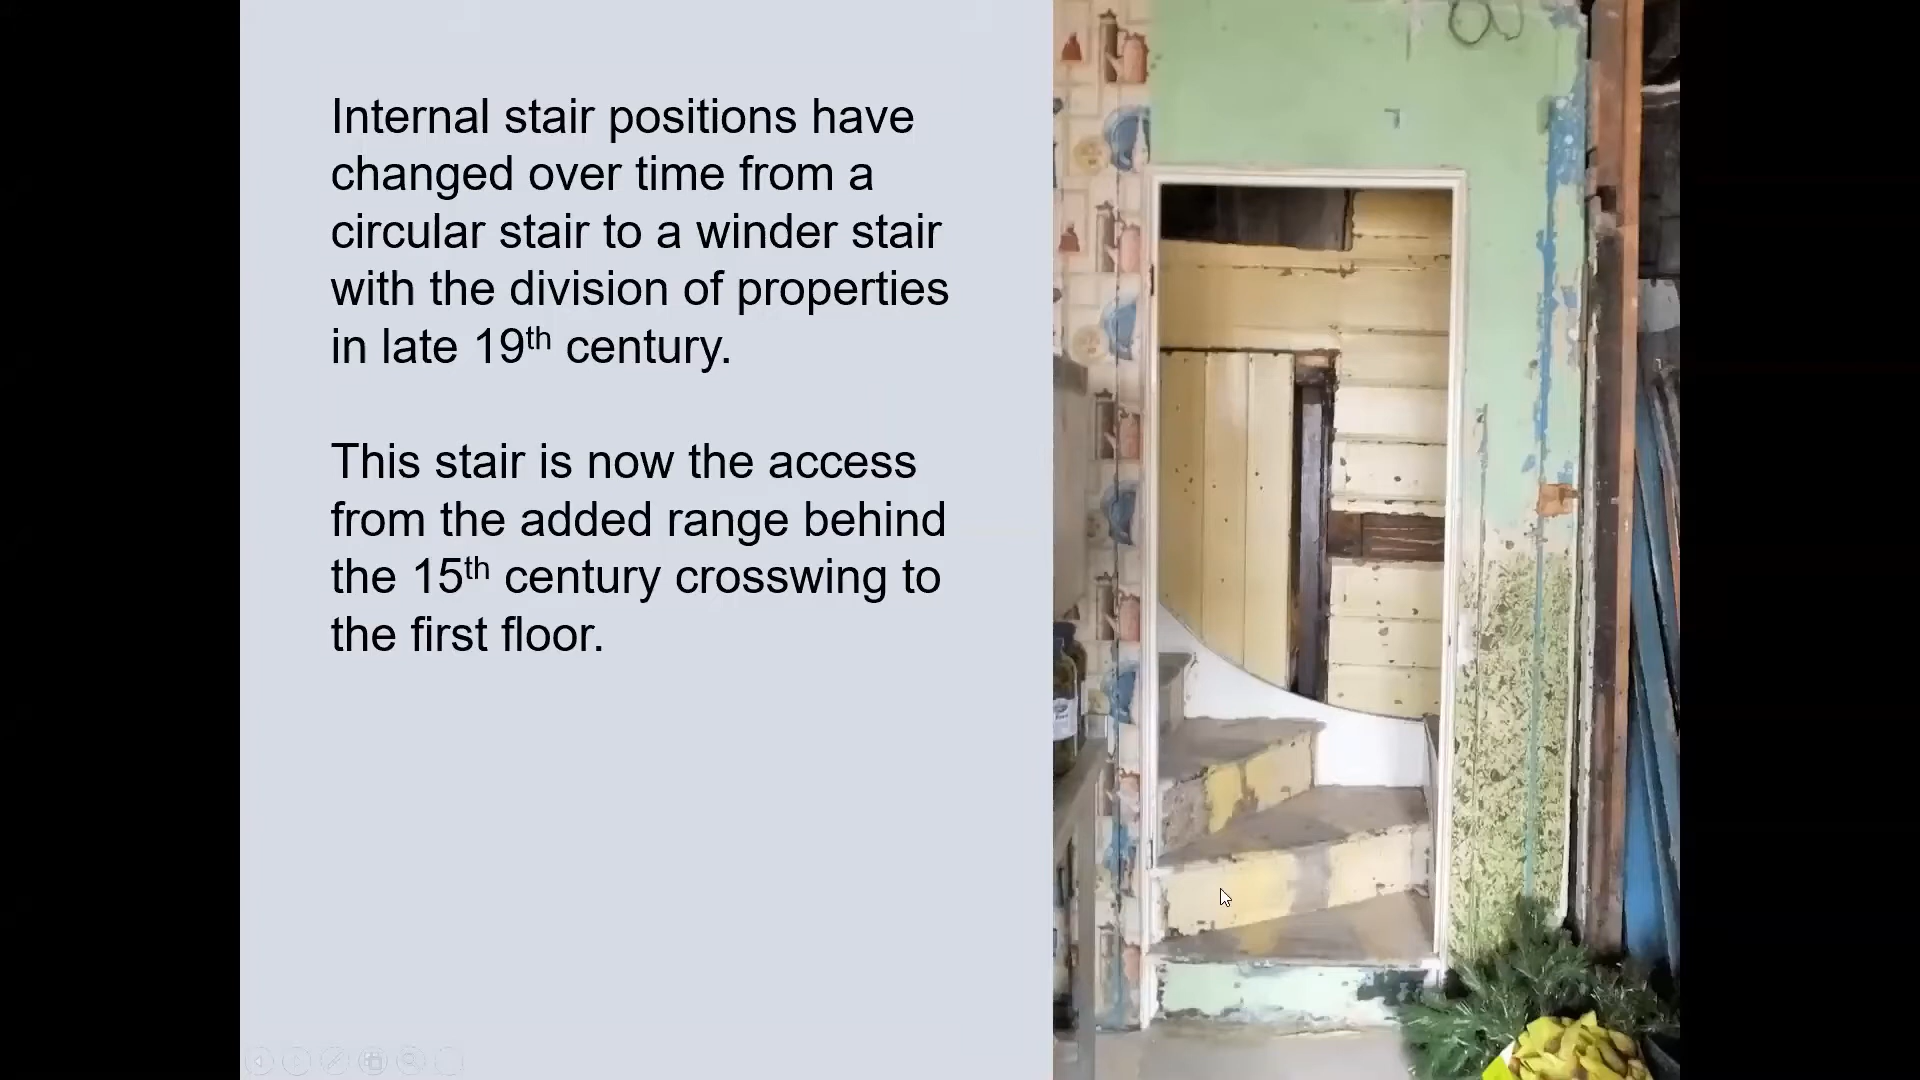 Internal stair positions have
changed over time from a
circular stair to a winder stair
with the division of properties
in late 19th century.
This stair is now the access
from the added range behind
the 15th century crosswing to
the first floor.